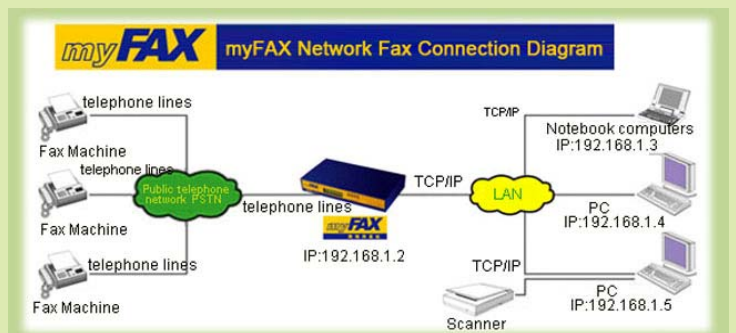 myFAX myFAX Network Fax Connection Diagram
telephone lines
Fax Machine
telephone lines
Fax Machine
telephone lines
Fax Machine
Public telephone
network PSTN
telephone lines
myFAX
IP:192.168.1.2
TCP/IP
LAN
TCP/IP
Notebook computers
IP:192.168.1.3
PC
IP:192.168.1.4
TCP/IP
PC
IP:192.168.1.5
Scanner